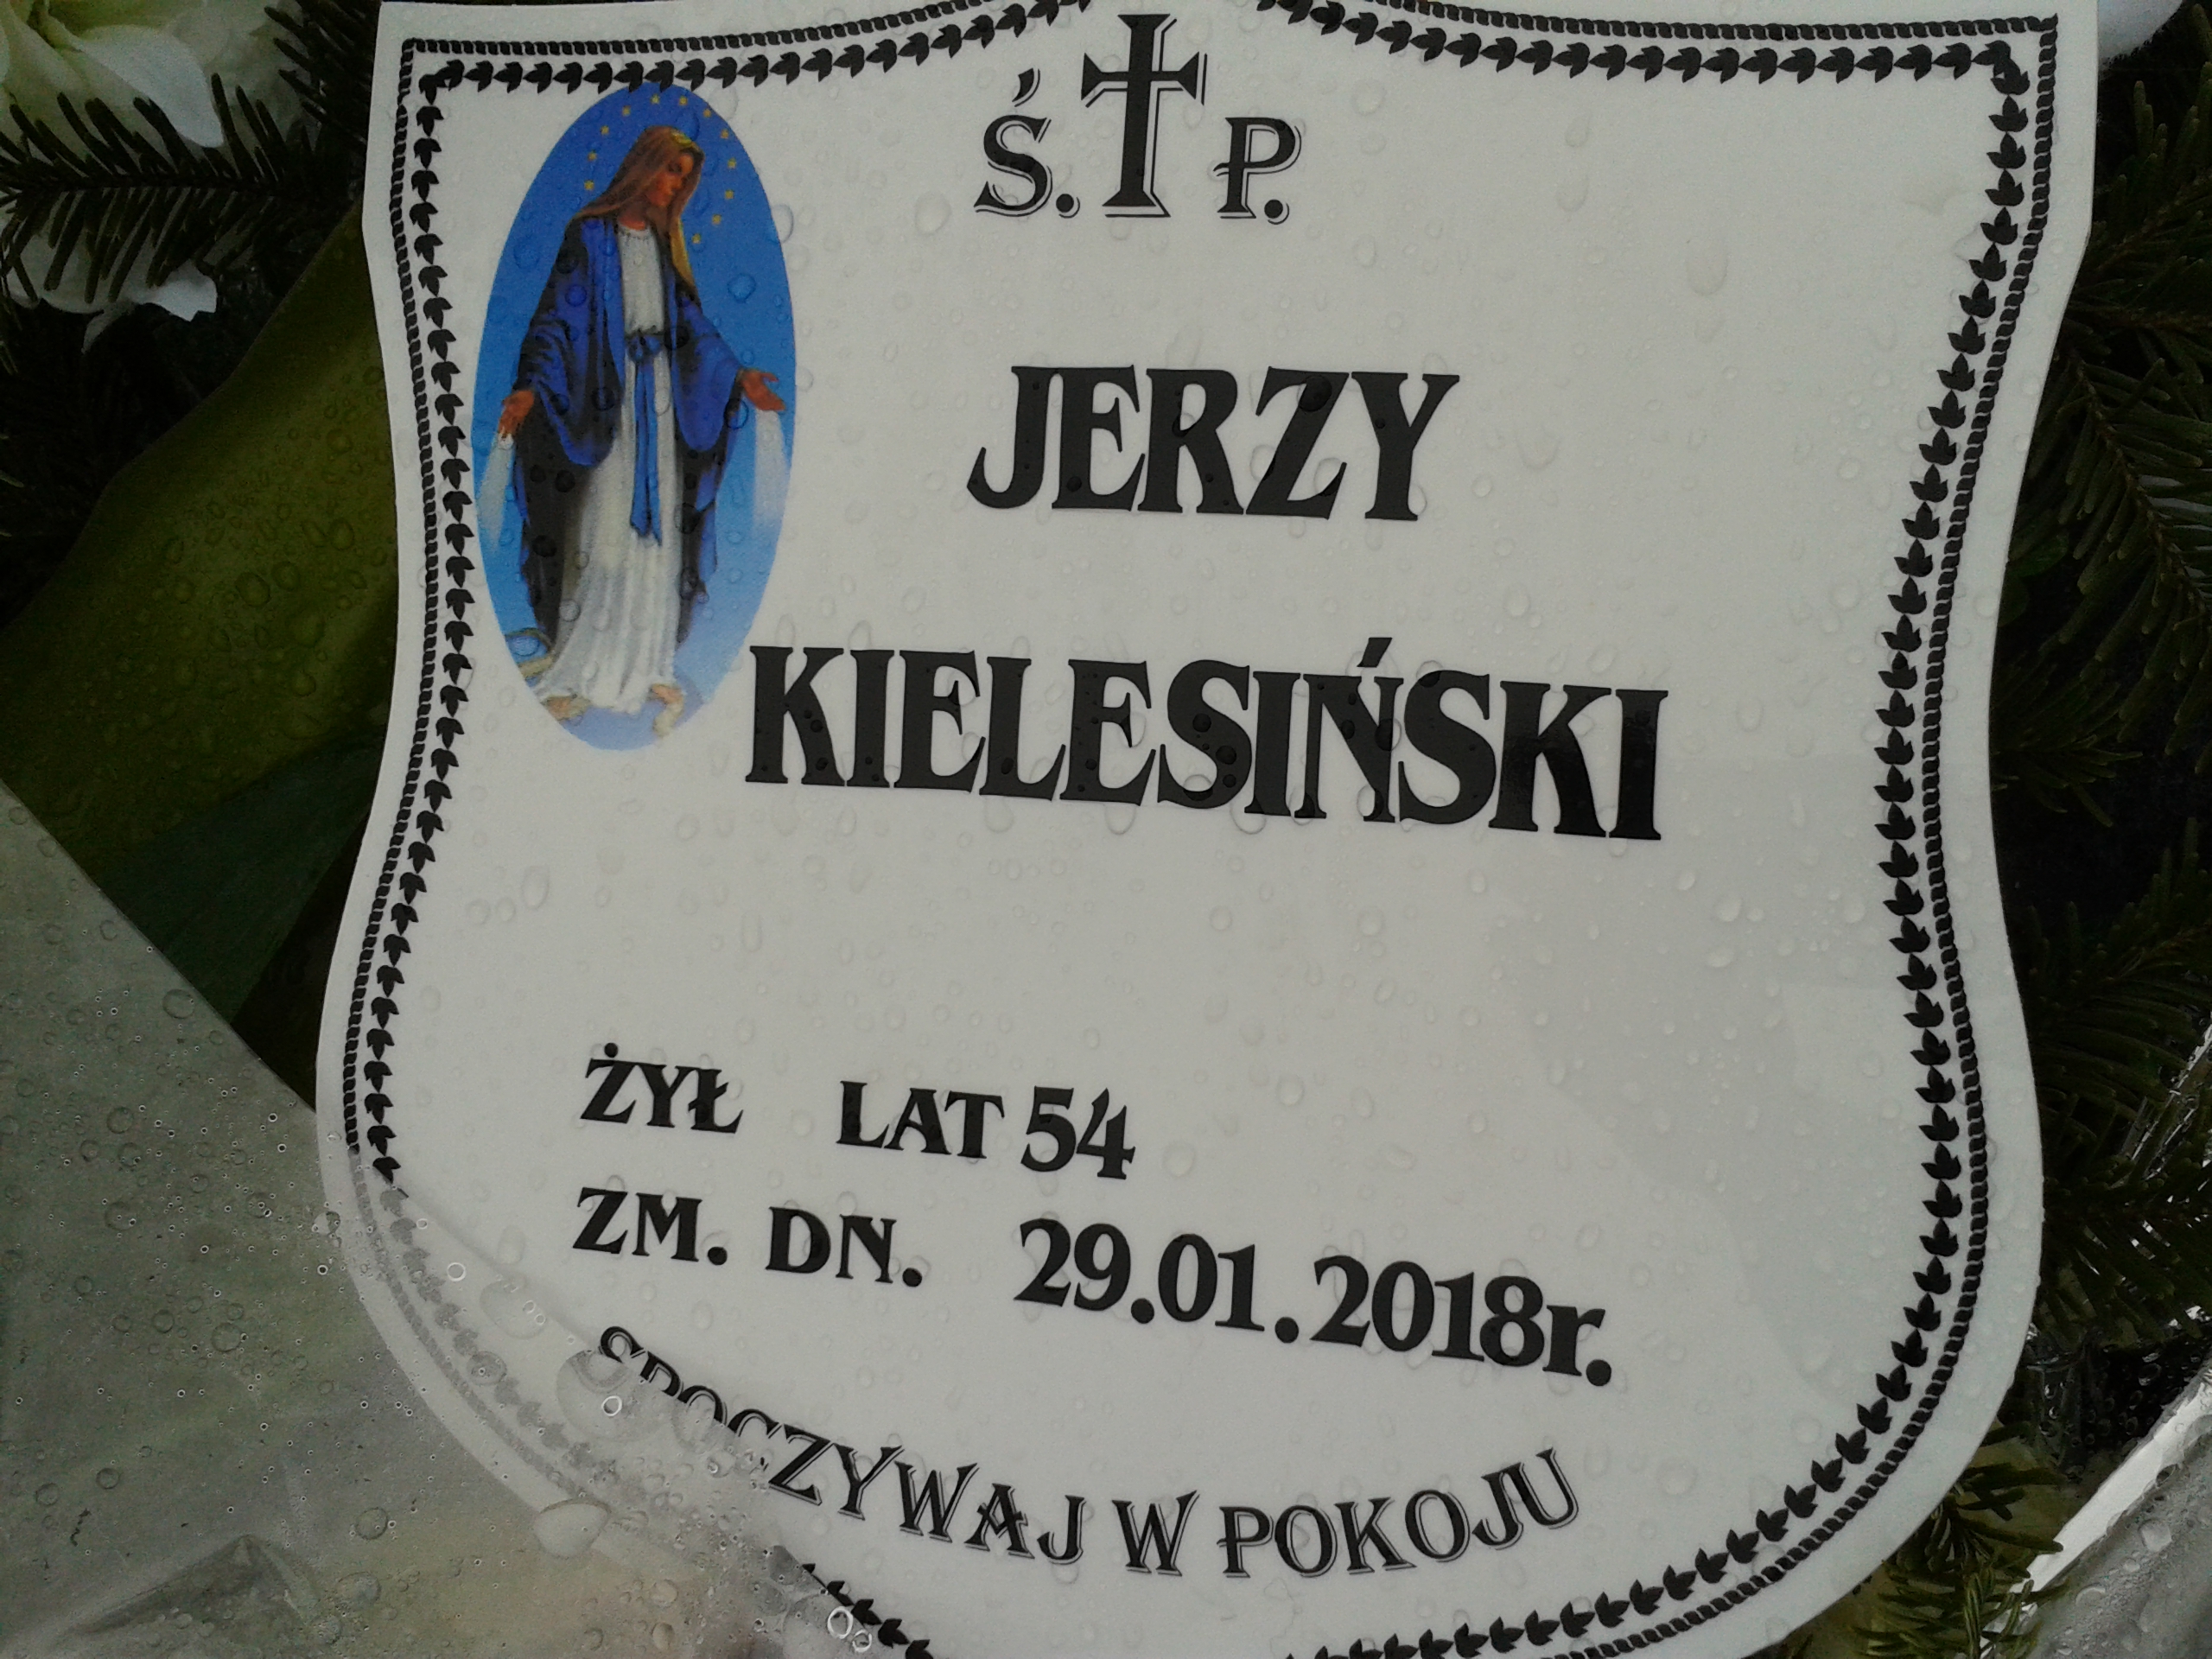 Ś. † P.
JERZY
KIELESIŃSKI
ŻYŁ LAT 54
ZM. DN. 29.01.2018r.
SPOCZYWAJ W POKOJU